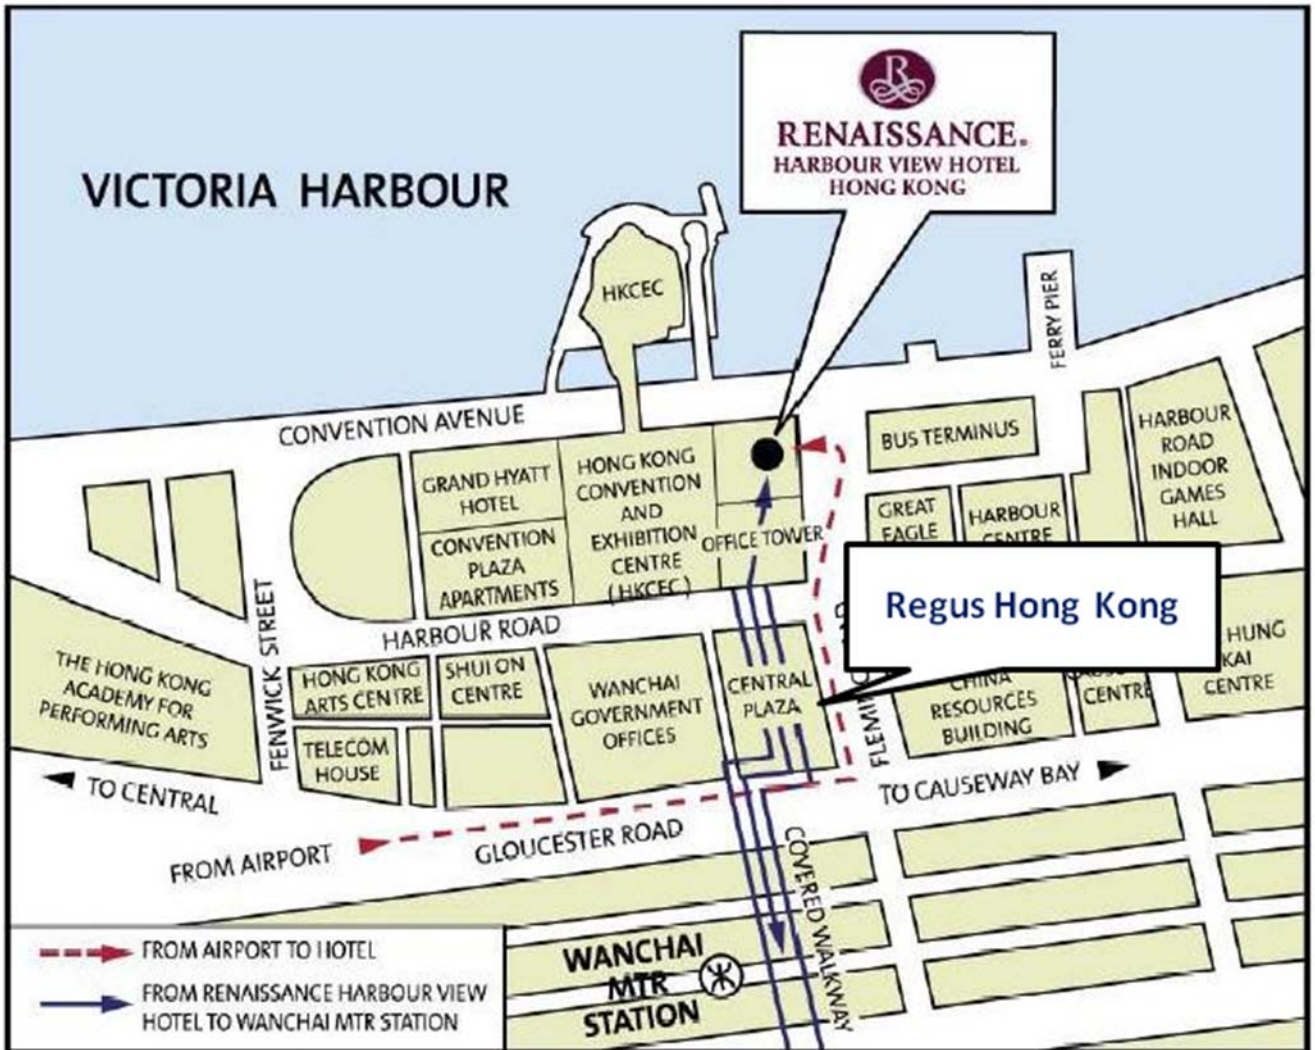 R
RENAISSANCE.
HARBOUR VIEW HOTEL
HONG KONG
VICTORIA HARBOUR
HKCEC
FERRY PIER
CONVENTION AVENUE
BUS TERMINUS
HARBOUR
ROAD
INDOOR
GAMES
HALL
GRAND HYATT
HOTEL
HONG KONG
CONVENTION
AND
EXHIBITION
CENTRE
(HKCEC)
CONVENTION
PLAZA
APARTMENTS
OFFICE TOWER
GREAT
EAGLE
HARBOUR
CENTRE
Regus Hong Kong
HARBOUR ROAD
FENWICK STREET
THE HONG KONG
ACADEMY FOR
PERFORMING ARTS
HONG KONG
ARTS CENTRE
SHUI ON
CENTRE
WANCHAI
GOVERNMENT
OFFICES
CENTRAL
PLAZA
CHINA
RESOURCES
BUILDING
CENTRE
HUNG
KAI
CENTRE
TELECOM
HOUSE
TO CENTRAL
TO CAUSEWAY BAY
FROM AIRPORT
GLOUCESTER ROAD
COVERED WALKWAY
WANCHAI
MTR
STATION
FROM AIRPORT TO HOTEL
FROM RENAISSANCE HARBOUR VIEW
HOTEL TO WANCHAI MTR STATION